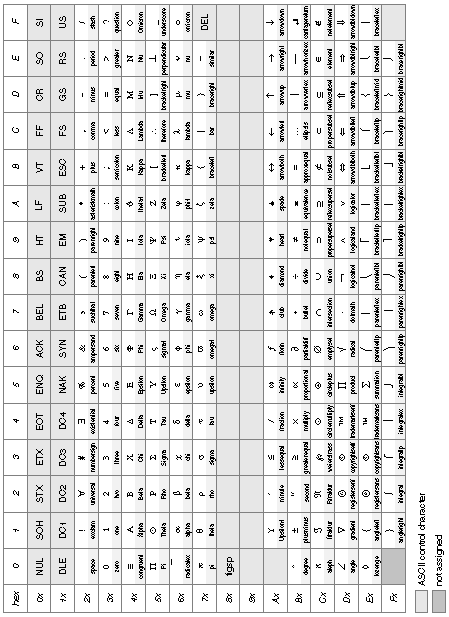 hex 0 1 2 3 4 5 6 7 8 9 A B C D E F
0x NUL SOH STX ETX EOT ENQ ACK BEL BS HT LF VT FF CR SO SI
1x DLE DC1 DC2 DC3 DC4 NAK SYN ETB CAN EM SUB ESC FS GS RS US
2x ! ∀ # ∃ % & ∋ ( ) ∗ + , − . /
space exclam universal numbersign existential percent ampersand suchthat parenleft parenright asteriskmath plus comma minus period slash
3x 0 1 2 3 4 5 6 7 8 9 : ; < = > ?
zero one two three four five six seven eight nine colon semicolon less equal greater question
4x ≅ Α Β Χ Δ Ε Φ Γ Η Ι ϑ Κ Λ Μ Ν Ο
congruent Alpha Beta Chi Delta Epsilon Phi Gamma Eta Iota theta1 Kappa Lambda Mu Nu Omicron
5x Π Θ Ρ Σ Τ Υ ς Ω Ξ Ψ Ζ [ ∴ ] ⊥ _
Pi Theta Rho Sigma Tau Upsilon sigma1 Omega Xi Psi Zeta bracketleft therefore bracketright perpendicular underscore
6x α β χ δ ε φ γ η ι ϕ κ λ μ ν ο
radicalex alpha beta chi delta epsilon phi gamma eta iota phi1 kappa lambda mu nu omicron
7x π θ ρ σ τ υ ϖ ω ξ ψ ζ { | } ∼ DEL
pi theta rho sigma tau upsilon omega1 omega xi psi zeta braceleft bar braceright similar
8x figsp
9x
Ax ϒ ′ ≤ ⁄ ∞ ƒ ♣ ♦ ♥ ♠ ↔ ← ↑ → ↓
Upsilon1 minute lessequal fraction infinity florin club diamond heart spade arrowboth arrowleft arrowup arrowright arrowdown
Bx ° ± ″ ≥ × ∝ ∂ • ÷ ≠ ≡ ≈ … | — ↵
degree plusminus second greaterequal multiply proportional partialdiff bullet divide notequal equivalence approxequal ellipsis arrowvertex arrowhorizex carriagereturn
Cx ℵ ℑ ℜ ℘ ⊗ ⊕ ∅ ∩ ∪ ⊃ ⊇ ⊄ ⊂ ⊆ ∈ ∉
aleph Ifraktur Rfraktur weierstrass circlemultiply circleplus emptyset intersection union propersuperset reflexsuperset notsubset propersubset reflexsubset element notelement
Dx ∠ ∇ ® © ™ ∏ √ ⋅ ¬ ∧ ∨ ⇔ ⇐ ⇑ ⇒ ⇓
angle gradient registerserif copyrightserif trademarkserif product radical dotmath logicalnot logicaland logicalor arrowdblboth arrowdblleft arrowdblup arrowdblright arrowdbldown
Ex ◊ 〈 ® © ™ ∑
lozenge angleleft registersans copyrightsans trademarksans summation parenlefttp parenleftex parenleftbt bracketlefttp bracketleftex bracketleftbt bracelefttp braceleftmid braceleftbt braceex
Fx 〉 ∫
angleright integral integraltp integralex integralbt parenrighttp parenrightex parenrightbt bracketrighttp bracketrightex bracketrightbt bracerighttp bracerightmid bracerightbt
ASCII control character
not assigned